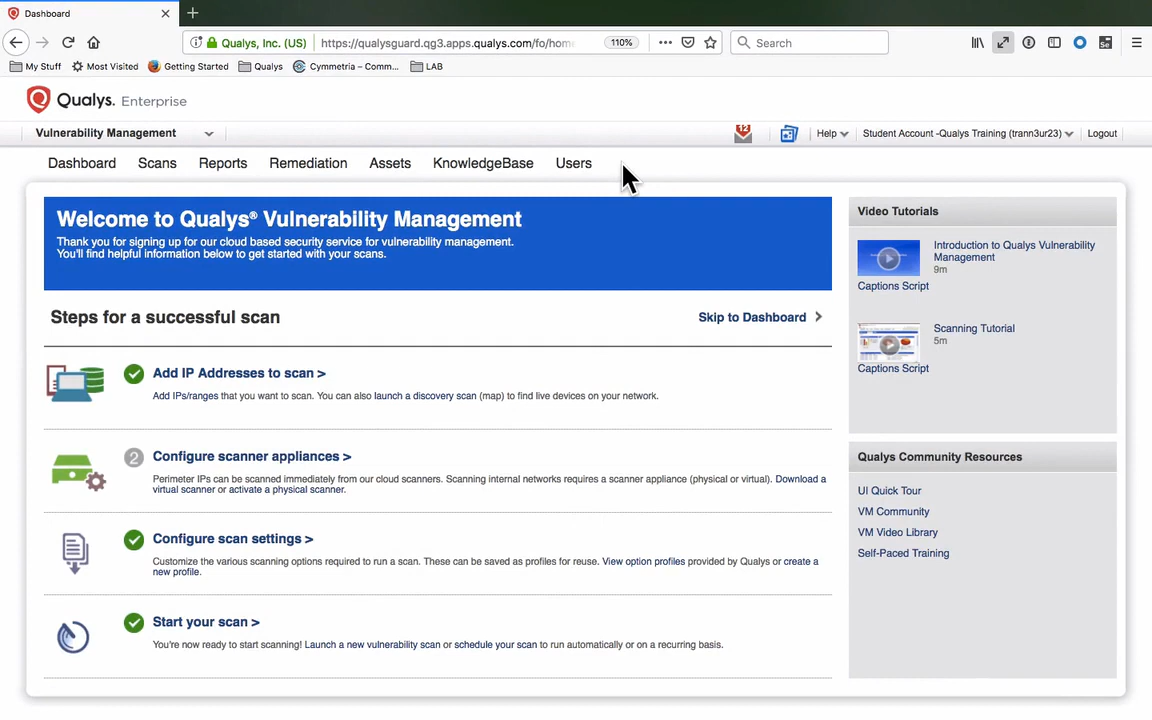 Dashboard
Qualys, Inc. (US)
https://qualysguard.qg3.apps.qualys.com/fo/hom
110%
Search
My Stuff
Most Visited
Getting Started
Qualys
Cymmetria – Comm...
LAB
Qualys. Enterprise
Vulnerability Management
12
Help
Student Account -Qualys Training (trann3ur23)
Logout
Dashboard
Scans
Reports
Remediation
Assets
KnowledgeBase
Users
Welcome to Qualys® Vulnerability Management
Thank you for signing up for our cloud based security service for vulnerability management.
You'll find helpful information below to get started with your scans.
Steps for a successful scan
Skip to Dashboard >
Add IP Addresses to scan >
Add IPs/ranges that you want to scan. You can also launch a discovery scan (map) to find live devices on your network.
2
Configure scanner appliances >
Perimeter IPs can be scanned immediately from our cloud scanners. Scanning internal networks requires a scanner appliance (physical or virtual). Download a
virtual scanner or activate a physical scanner.
Configure scan settings >
Customize the various scanning options required to run a scan. These can be saved as profiles for reuse. View option profiles provided by Qualys or create a
new profile.
Start your scan >
You're now ready to start scanning! Launch a new vulnerability scan or schedule your scan to run automatically or on a recurring basis.
Video Tutorials
Introduction to Qualys Vulnerability
Management
9m
Captions Script
Scanning Tutorial
5m
Captions Script
Qualys Community Resources
UI Quick Tour
VM Community
VM Video Library
Self-Paced Training